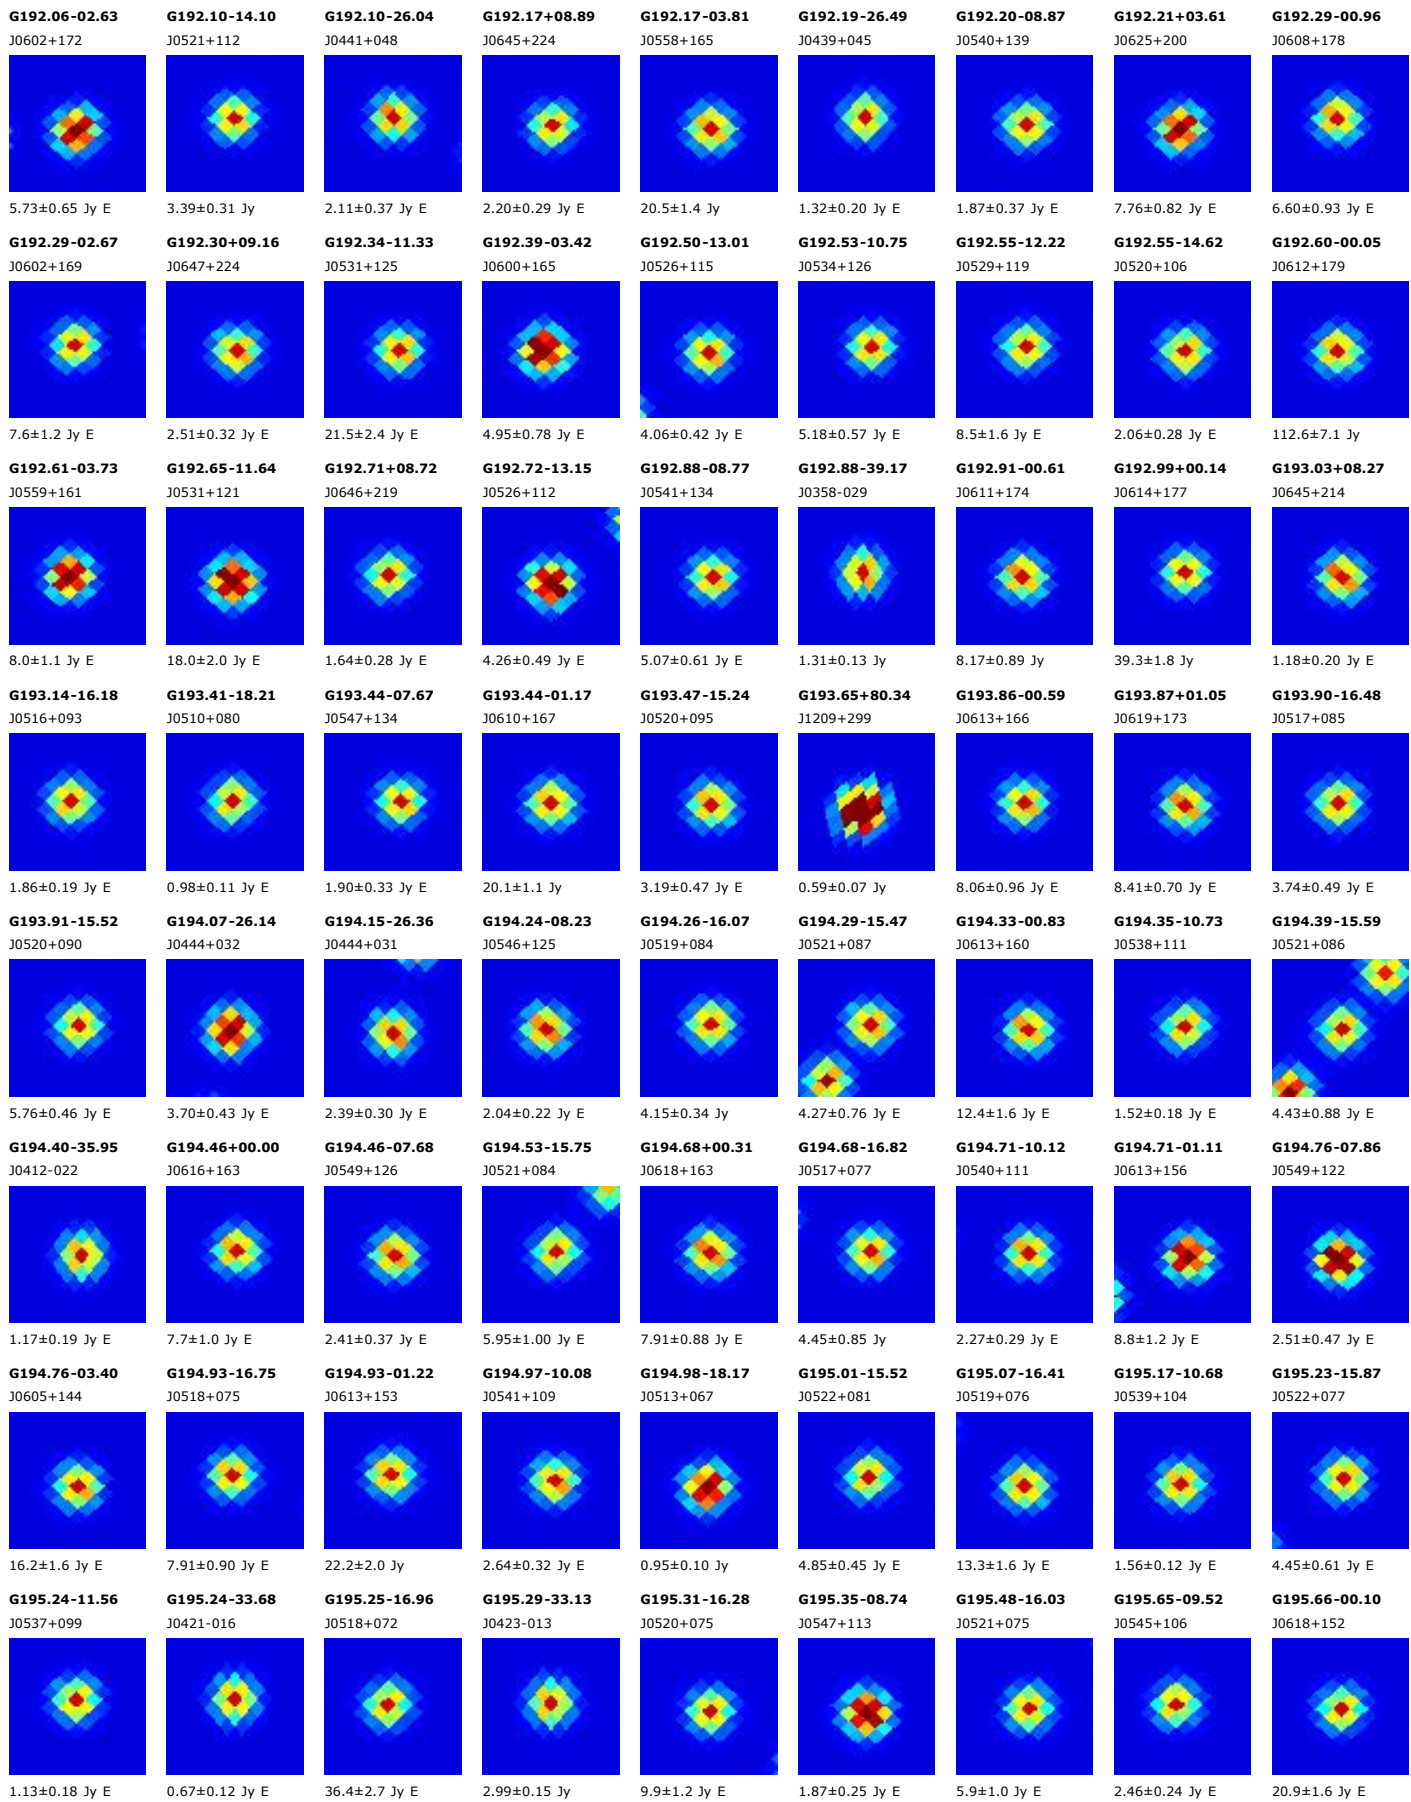 G192.06-02.63 G192.10-14.10 G192.10-26.04 G192.17+08.89 G192.17-03.81 G192.19-26.49 G192.20-08.87 G192.21+03.61 G192.29-00.96
J0602+172 J0521+112 J0441+048 J0645+224 J0558+165 J0439+045 J0540+139 J0625+200 J0608+178
5.73±0.65 Jy E 3.39±0.31 Jy 2.11±0.37 Jy E 2.20±0.29 Jy E 20.5±1.4 Jy 1.32±0.20 Jy E 1.87±0.37 Jy E 7.76±0.82 Jy E 6.60±0.93 Jy E
G192.29-02.67 G192.30+09.16 G192.34-11.33 G192.39-03.42 G192.50-13.01 G192.53-10.75 G192.55-12.22 G192.55-14.62 G192.60-00.05
J0602+169 J0647+224 J0531+125 J0600+165 J0526+115 J0534+126 J0529+119 J0520+106 J0612+179
7.6±1.2 Jy E 2.51±0.32 Jy E 21.5±2.4 Jy E 4.95±0.78 Jy E 4.06±0.42 Jy E 5.18±0.57 Jy E 8.5±1.6 Jy E 2.06±0.28 Jy E 112.6±7.1 Jy
G192.61-03.73 G192.65-11.64 G192.71+08.72 G192.72-13.15 G192.88-08.77 G192.88-39.17 G192.91-00.61 G192.99+00.14 G193.03+08.27
J0559+161 J0531+121 J0646+219 J0526+112 J0541+134 J0358-029 J0611+174 J0614+177 J0645+214
8.0±1.1 Jy E 18.0±2.0 Jy E 1.64±0.28 Jy E 4.26±0.49 Jy E 5.07±0.61 Jy E 1.31±0.13 Jy 8.17±0.89 Jy 39.3±1.8 Jy 1.18±0.20 Jy E
G193.14-16.18 G193.41-18.21 G193.44-07.67 G193.44-01.17 G193.47-15.24 G193.65+80.34 G193.86-00.59 G193.87+01.05 G193.90-16.48
J0516+093 J0510+080 J0547+134 J0610+167 J0520+095 J1209+299 J0613+166 J0619+173 J0517+085
1.86±0.19 Jy E 0.98±0.11 Jy E 1.90±0.33 Jy E 20.1±1.1 Jy 3.19±0.47 Jy E 0.59±0.07 Jy 8.06±0.96 Jy E 8.41±0.70 Jy E 3.74±0.49 Jy E
G193.91-15.52 G194.07-26.14 G194.15-26.36 G194.24-08.23 G194.26-16.07 G194.29-15.47 G194.33-00.83 G194.35-10.73 G194.39-15.59
J0520+090 J0444+032 J0444+031 J0546+125 J0519+084 J0521+087 J0613+160 J0538+111 J0521+086
5.76±0.46 Jy E 3.70±0.43 Jy E 2.39±0.30 Jy E 2.04±0.22 Jy E 4.15±0.34 Jy 4.27±0.76 Jy E 12.4±1.6 Jy E 1.52±0.18 Jy E 4.43±0.88 Jy E
G194.40-35.95 G194.46+00.00 G194.46-07.68 G194.53-15.75 G194.68+00.31 G194.68-16.82 G194.71-10.12 G194.71-01.11 G194.76-07.86
J0412-022 J0616+163 J0549+126 J0521+084 J0618+163 J0517+077 J0540+111 J0613+156 J0549+122
1.17±0.19 Jy E 7.7±1.0 Jy E 2.41±0.37 Jy E 5.95±1.00 Jy E 7.91±0.88 Jy E 4.45±0.85 Jy 2.27±0.29 Jy E 8.8±1.2 Jy E 2.51±0.47 Jy E
G194.76-03.40 G194.93-16.75 G194.93-01.22 G194.97-10.08 G194.98-18.17 G195.01-15.52 G195.07-16.41 G195.17-10.68 G195.23-15.87
J0605+144 J0518+075 J0613+153 J0541+109 J0513+067 J0522+081 J0519+076 J0539+104 J0522+077
16.2±1.6 Jy E 7.91±0.90 Jy E 22.2±2.0 Jy 2.64±0.32 Jy E 0.95±0.10 Jy 4.85±0.45 Jy E 13.3±1.6 Jy E 1.56±0.12 Jy E 4.45±0.61 Jy E
G195.24-11.56 G195.24-33.68 G195.25-16.96 G195.29-33.13 G195.31-16.28 G195.35-08.74 G195.48-16.03 G195.65-09.52 G195.66-00.10
J0537+099 J0421-016 J0518+072 J0423-013 J0520+075 J0547+113 J0521+075 J0545+106 J0618+152
1.13±0.18 Jy E 0.67±0.12 Jy E 36.4±2.7 Jy E 2.99±0.15 Jy 9.9±1.2 Jy E 1.87±0.25 Jy E 5.9±1.0 Jy E 2.46±0.24 Jy E 20.9±1.6 Jy E